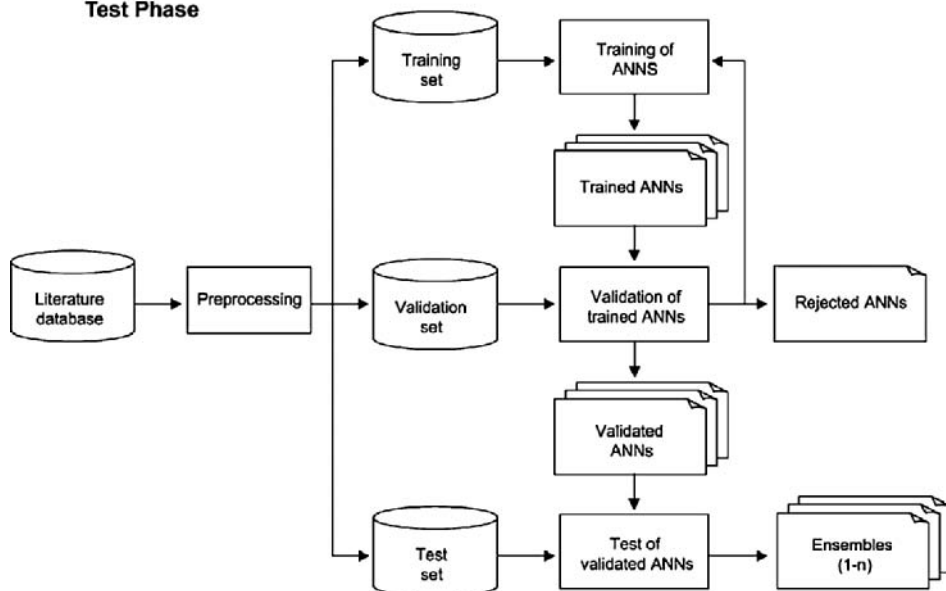 Test Phase
Training
set
Training of
ANNS
Trained ANNs
Literature
database
Preprocessing
Validation
set
Validation of
trained ANNs
Rejected ANNs
Validated
ANNs
Test
set
Test of
validated ANNs
Ensembles
(1-n)